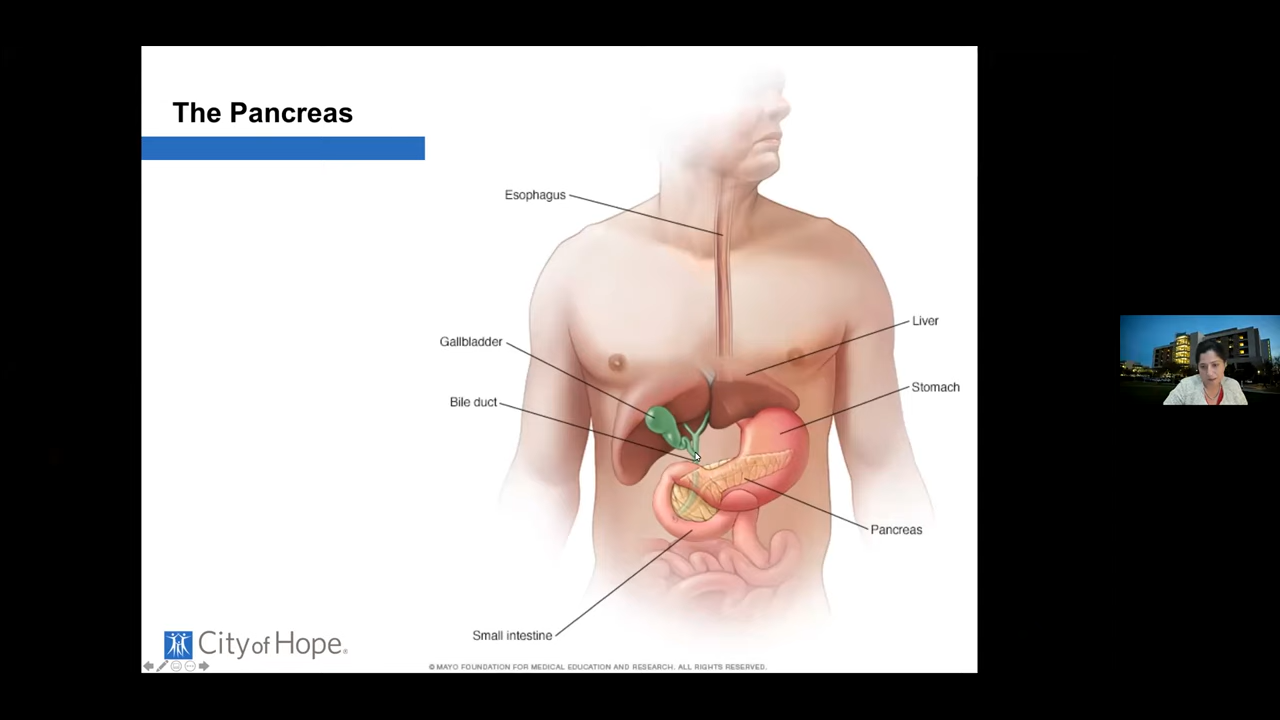 The Pancreas
Esophagus
Liver
Gallbladder
Stomach
Bile duct
Pancreas
Small intestine
City of Hope®
© MAYO FOUNDATION FOR MEDICAL EDUCATION AND RESEARCH. ALL RIGHTS RESERVED.